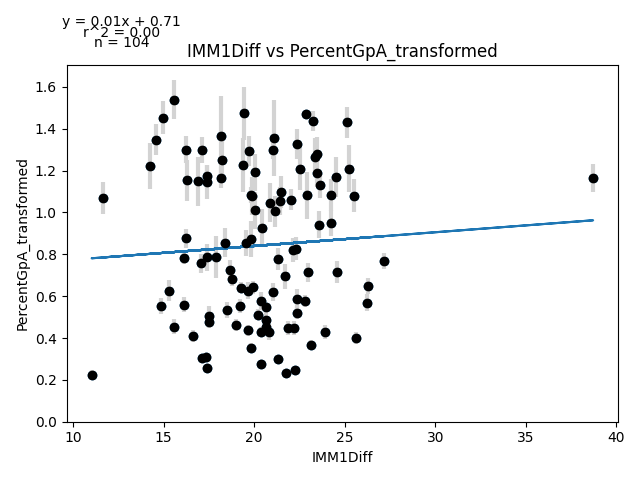 y = 0.01x + 0.71
r^2 = 0.00
n = 104
IMM1Diff vs PercentGpA_transformed
PercentGpA_transformed
1.6
1.4
1.2
1.0
0.8
0.6
0.4
0.2
0.0
10 15 20 25 30 35 40
IMM1Diff